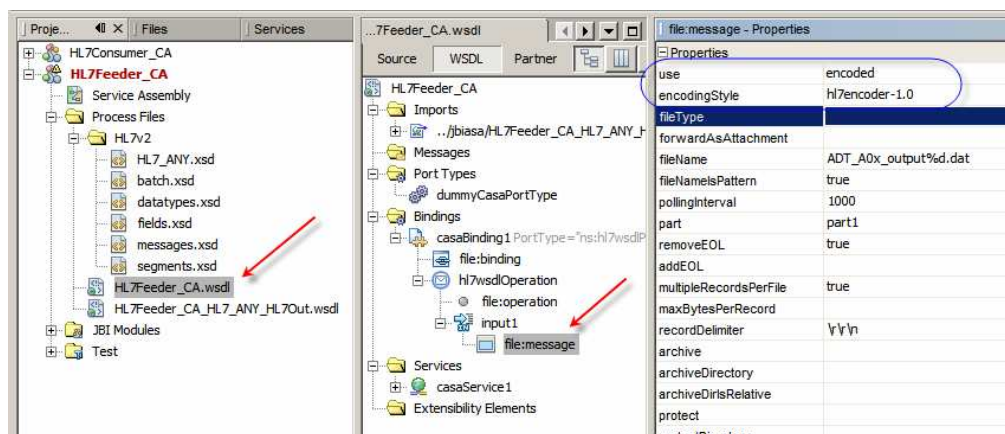 Proje...
Files
Services
HL7Consumer_CA
HL7Feeder_CA
Service Assembly
Process Files
HL7v2
HL7_ANY.xsd
batch.xsd
datatypes.xsd
fields.xsd
messages.xsd
segments.xsd
HL7Feeder_CA.wsdl
HL7Feeder_CA_HL7_ANY_HL7Out.wsdl
JBI Modules
Test
...7Feeder_CA.wsdl
Source WSDL Partner
HL7Feeder_CA
Imports
../jbiasa/HL7Feeder_CA_HL7_ANY_H
Messages
Port Types
dummyCasaPortType
Bindings
casaBinding1 PortType="ns:hl7wsdlP
file:binding
hl7wsdlOperation
file:operation
input1
file:message
Services
casaService1
Extensibility Elements
file:message - Properties
Properties
use encoded
encodingStyle hl7encoder-1.0
fileType
forwardAsAttachment
fileName ADT_A0x_output%d.dat
fileNameIsPattern true
pollingInterval 1000
part part1
removeEOL true
addEOL
multipleRecordsPerFile true
maxBytesPerRecord
recordDelimiter \r\r\n
archive
archiveDirectory
archiveDirIsRelative
protect